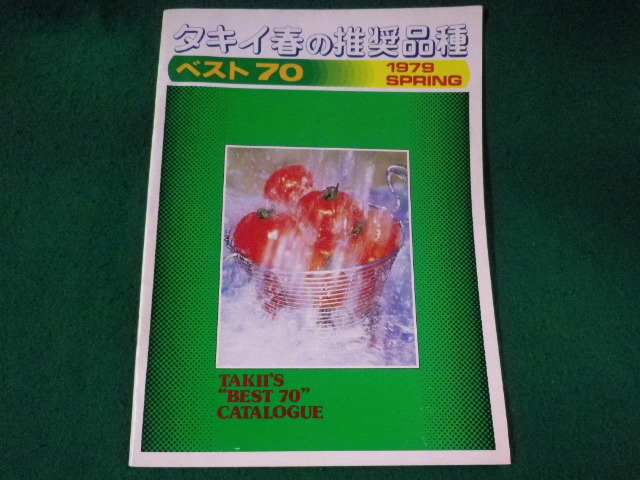 タキイ春の推奨品種
ベスト70
1979
SPRING
TAKII'S
“BEST 70”
CATALOGUE